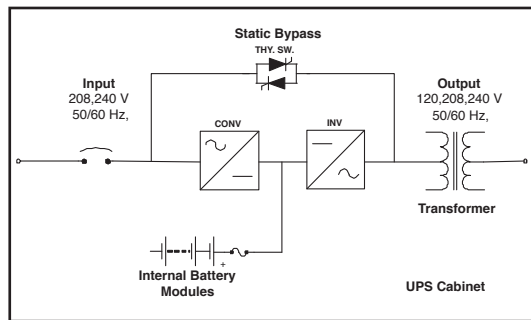 Static Bypass
THY. SW.
Input
208,240 V
50/60 Hz,
Output
120,208,240 V
50/60 Hz,
CONV
INV
Transformer
+
Internal Battery
Modules
UPS Cabinet